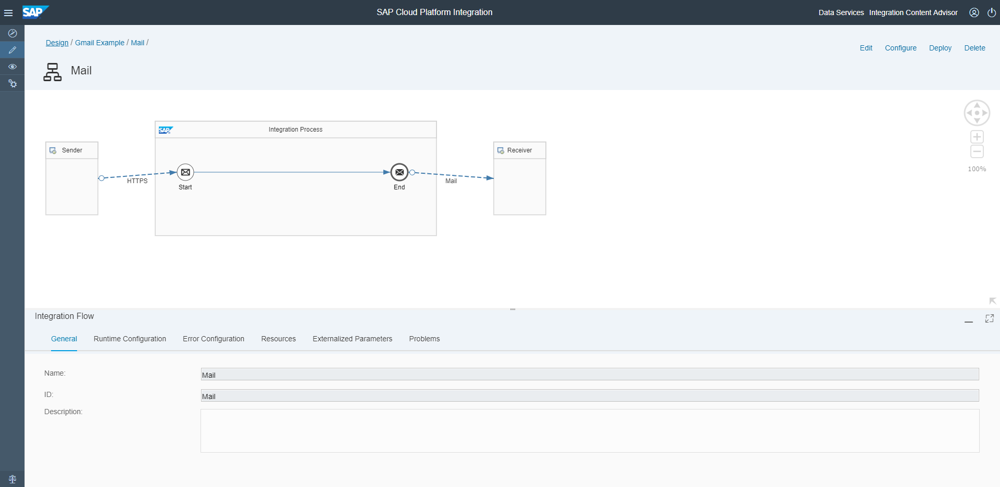 SAP
SAP Cloud Platform Integration
Data Services Integration Content Advisor
Design / Gmail Example / Mail /
Edit Configure Deploy Delete
Mail
SAP
Integration Process
Sender
Receiver
100%
HTTPS
Mail
Start
End
Integration Flow
General Runtime Configuration Error Configuration Resources Externalized Parameters Problems
Name:
Mail
ID:
Mail
Description: